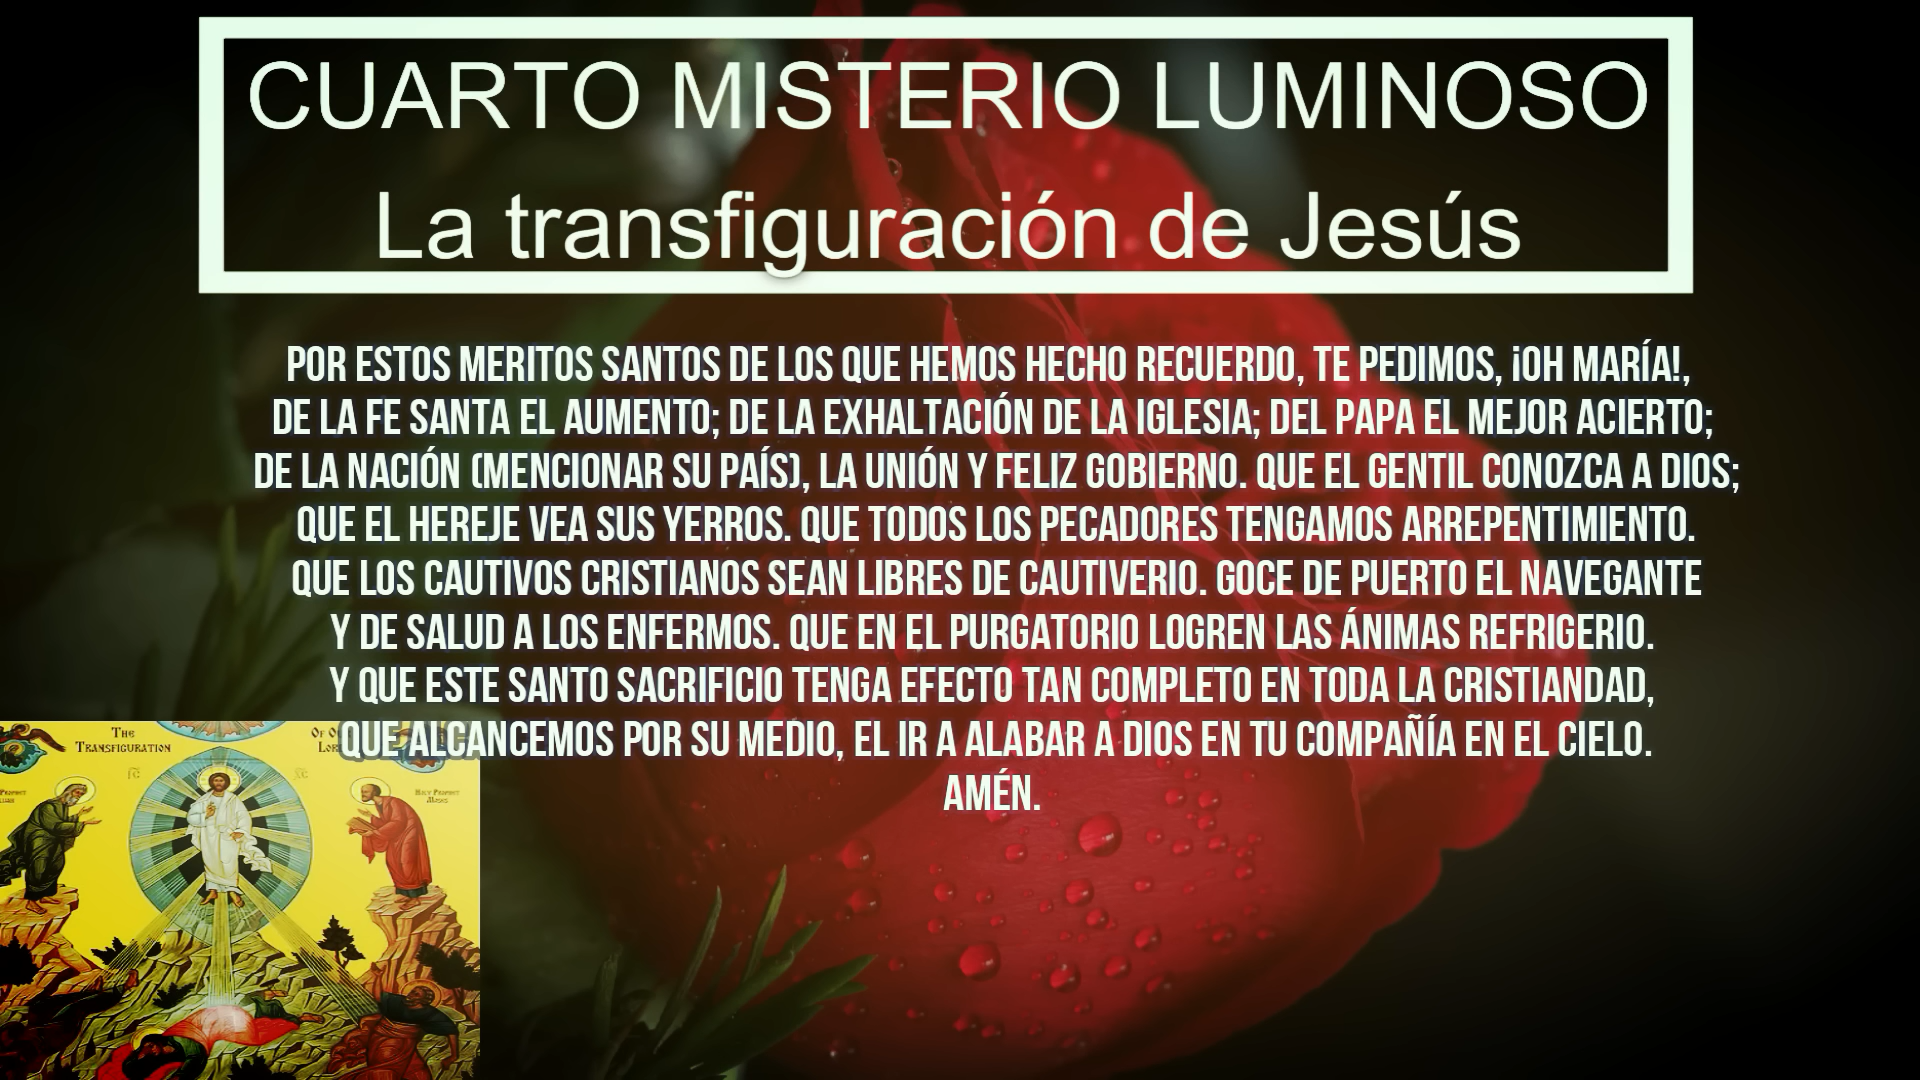 CUARTO MISTERIO LUMINOSO
La transfiguración de Jesús
POR ESTOS MERITOS SANTOS DE LOS QUE HEMOS HECHO RECUERDO, TE PEDIMOS, ¡OH MARÍA!,
DE LA FE SANTA EL AUMENTO; DE LA EXHALTACIÓN DE LA IGLESIA; DEL PAPA EL MEJOR ACIERTO;
DE LA NACIÓN (MENCIONAR SU PAÍS), LA UNIÓN Y FELIZ GOBIERNO. QUE EL GENTIL CONOZCA A DIOS;
QUE EL HEREJE VEA SUS YERROS. QUE TODOS LOS PECADORES TENGAMOS ARREPENTIMIENTO.
QUE LOS CAUTIVOS CRISTIANOS SEAN LIBRES DE CAUTIVERIO. GOCE DE PUERTO EL NAVEGANTE
Y DE SALUD A LOS ENFERMOS. QUE EN EL PURGATORIO LOGREN LAS ÁNIMAS REFRIGERIO.
Y QUE ESTE SANTO SACRIFICIO TENGA EFECTO TAN COMPLETO EN TODA LA CRISTIANDAD,
QUE ALCANCEMOS POR SU MEDIO, EL IR A ALABAR A DIOS EN TU COMPAÑÍA EN EL CIELO.
AMÉN.
The
Transfiguration
Holy Prophet
Moses